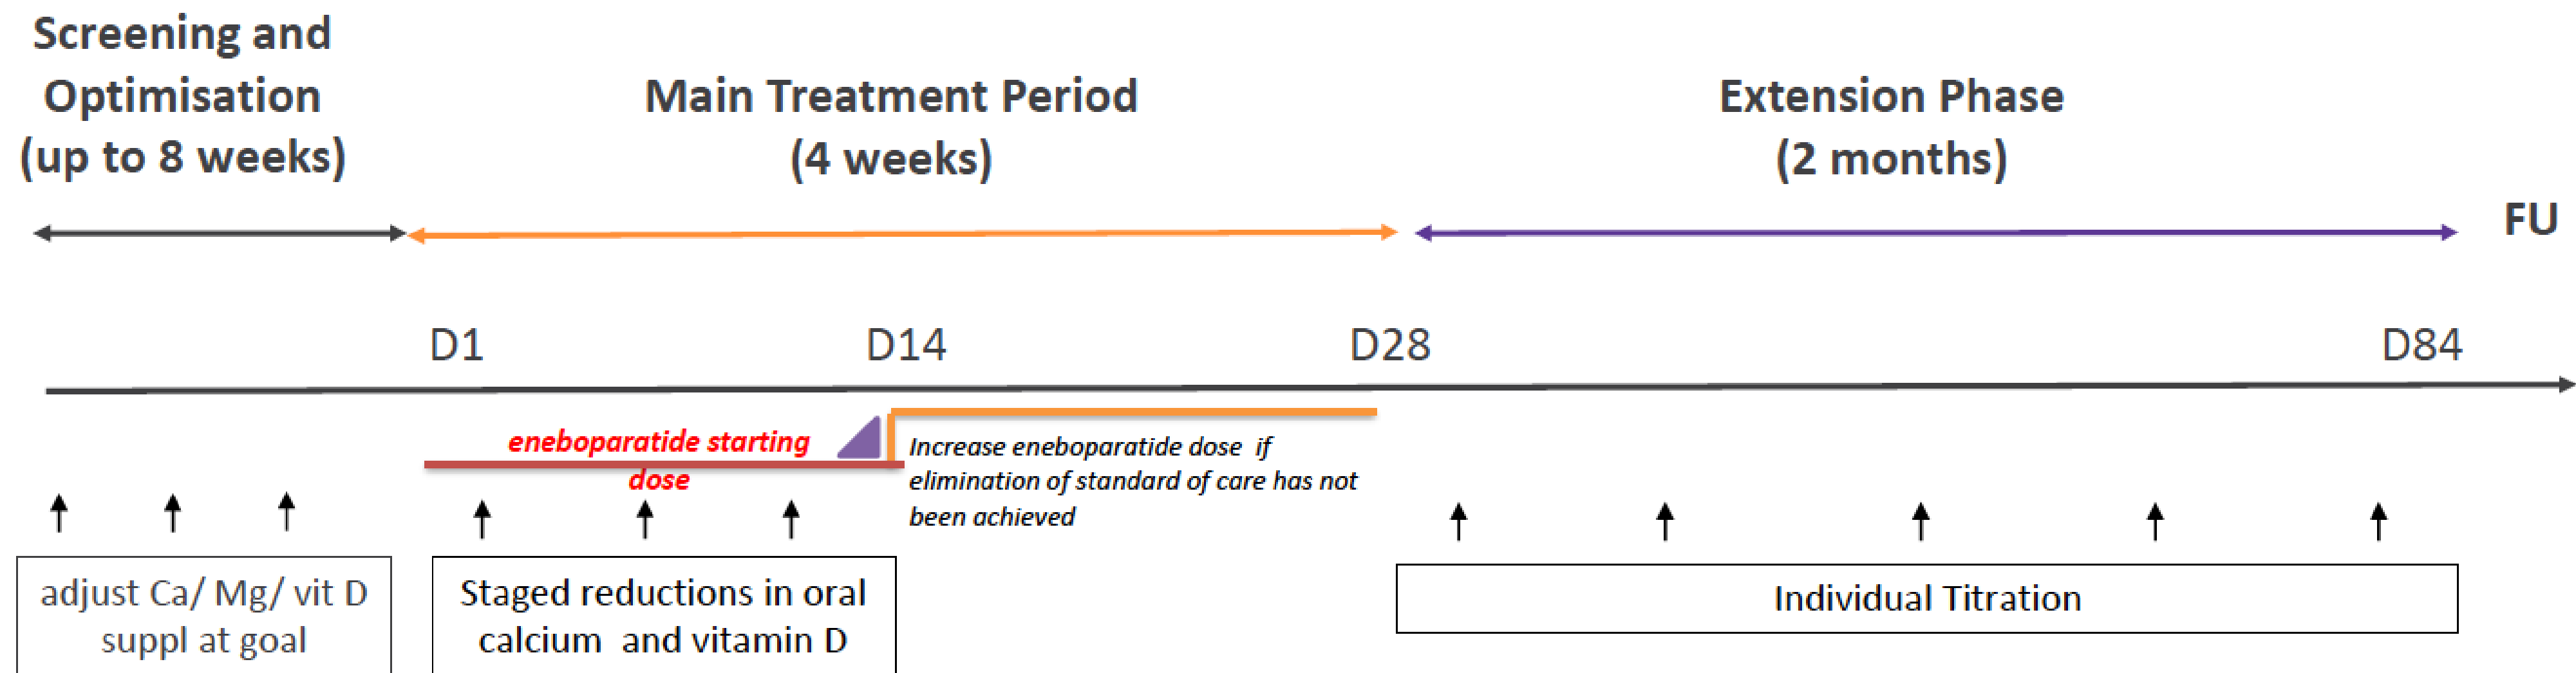 Screening and
Optimisation
(up to 8 weeks)
Main Treatment Period
(4 weeks)
Extension Phase
(2 months)
FU
D1
D14
D28
D84
eneboparatide starting
dose
Increase eneboparatide dose if
elimination of standard of care has not
been achieved
adjust Ca/ Mg/ vit D
suppl at goal
Staged reductions in oral
calcium and vitamin D
Individual Titration